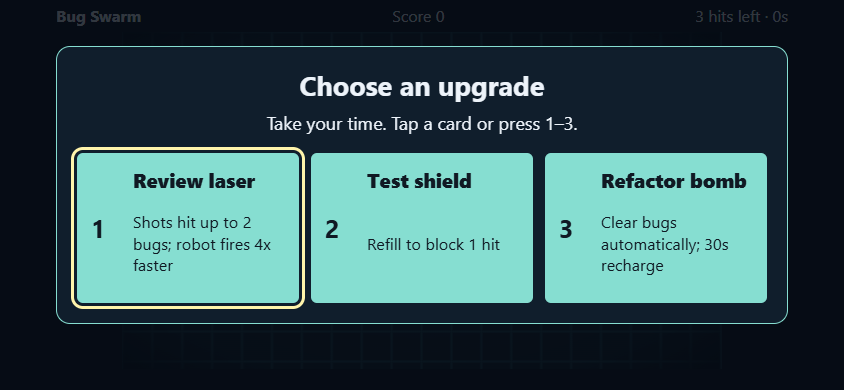 Bug Swarm
Score 0
3 hits left · 0s
Choose an upgrade
Take your time. Tap a card or press 1–3.
1
Review laser
Shots hit up to 2
bugs; robot fires 4x
faster
2
Test shield
Refill to block 1 hit
3
Refactor bomb
Clear bugs
automatically; 30s
recharge